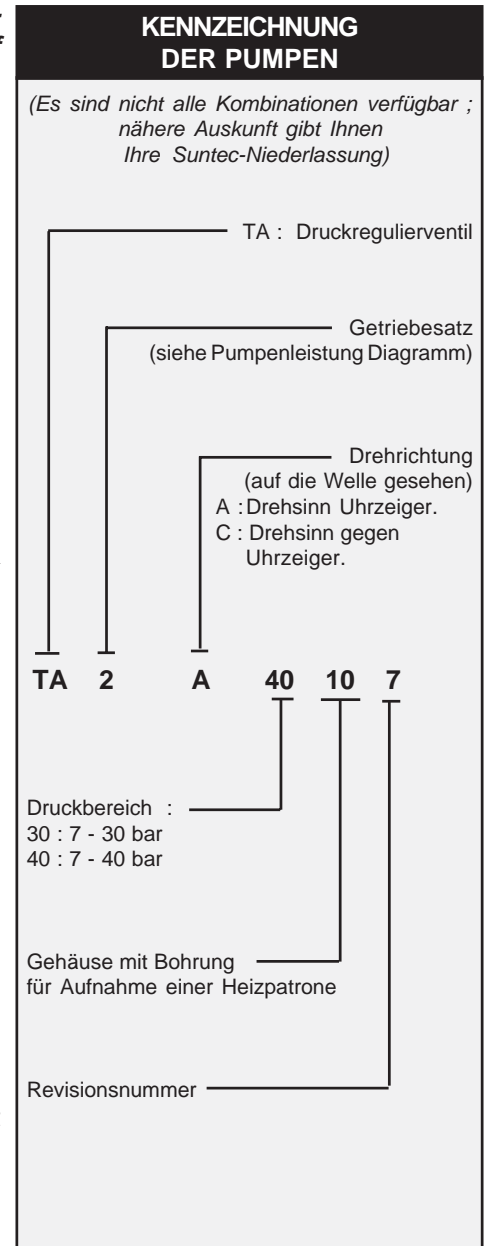 KENNZEICHNUNG
DER PUMPEN
(Es sind nicht alle Kombinationen verfügbar ;
nähere Auskunft gibt Ihnen
Ihre Suntec-Niederlassung)
TA : Druckregulierventil
Getriebesatz
(siehe Pumpenleistung Diagramm)
Drehrichtung
(auf die Welle gesehen)
A : Drehsinn Uhrzeiger.
C : Drehsinn gegen
Uhrzeiger.
TA 2 A 40 10 7
Druckbereich :
30 : 7 - 30 bar
40 : 7 - 40 bar
Gehäuse mit Bohrung
für Aufnahme einer Heizpatrone
Revisionsnummer